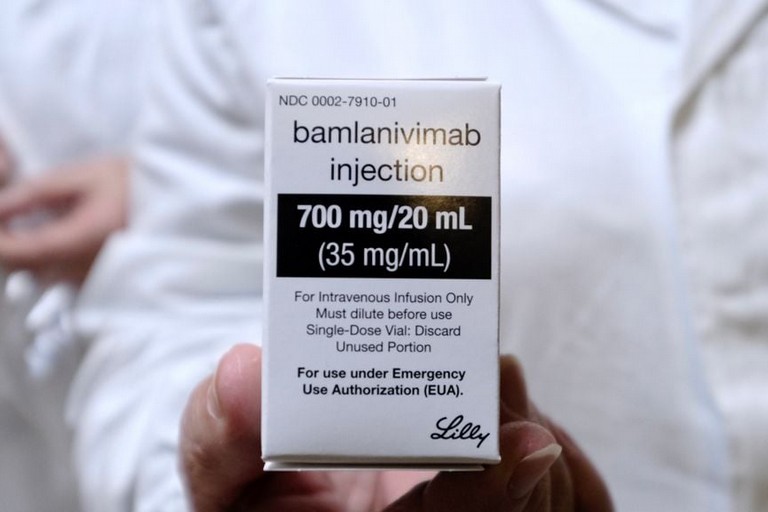 NDC 0002-7910-01
bamlanivimab
injection
700 mg/20 mL
(35 mg/mL)
For Intravenous Infusion Only
Must dilute before use
Single-Dose Vial: Discard
Unused Portion
For use under Emergency
Use Authorization (EUA).
Lilly